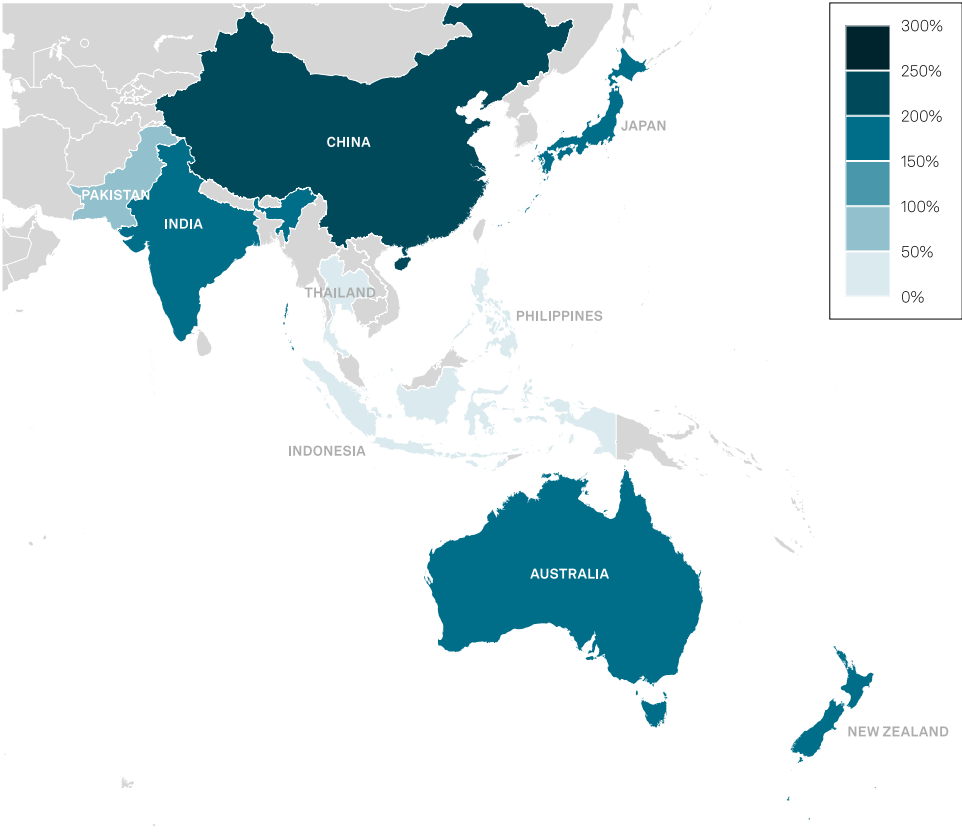 300%
250%
200%
150%
100%
50%
0%
JAPAN
CHINA
PAKISTAN
INDIA
THAILAND
PHILIPPINES
INDONESIA
AUSTRALIA
NEW ZEALAND